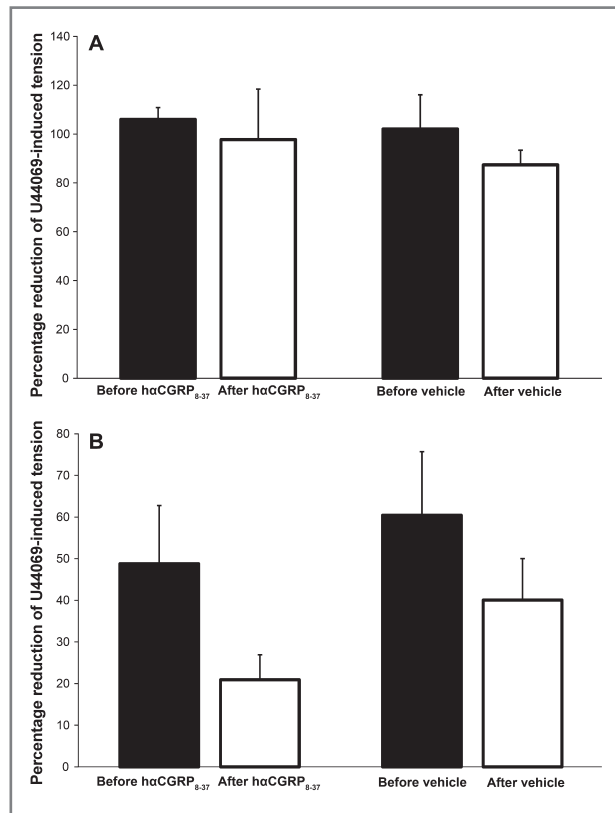 A
Percentage reduction of U44069-induced tension
140
120
100
80
60
40
20
0
Before hαCGRP8-37 After hαCGRP8-37 Before vehicle After vehicle
B
Percentage reduction of U44069-induced tension
80
70
60
50
40
30
20
10
0
Before hαCGRP8-37 After hαCGRP8-37 Before vehicle After vehicle